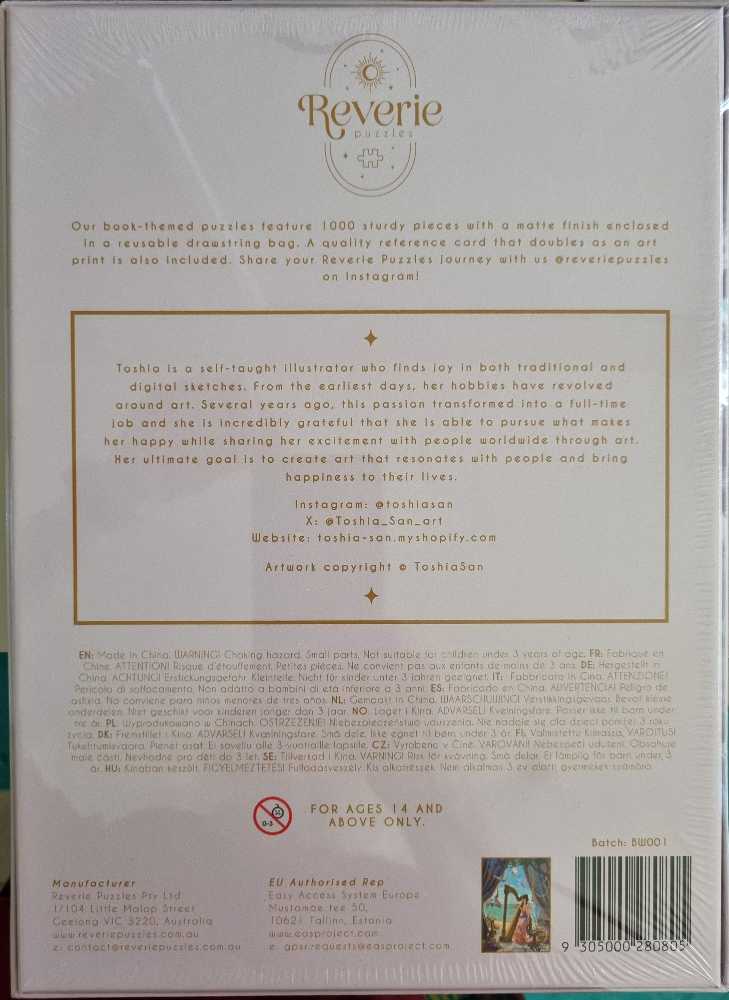 Reverie
puzzles
Our book-themed puzzles feature 1000 sturdy pieces with a matte finish enclosed
in a reusable drawstring bag. A quality reference card that doubles as an art
print is also included. Share your Reverie Puzzles journey with us @reveriepuzzles
on Instagram!
Toshia is a self-taught illustrator who finds joy in both traditional and
digital sketches. From the earliest days, her hobbies have revolved
around art. Several years ago, this passion transformed into a full-time
job and she is incredibly grateful that she is able to pursue what makes
her happy while sharing her excitement with people worldwide through art.
Her ultimate goal is to create art that resonates with people and bring
happiness to their lives.
Instagram: @toshiasan
X: @Toshia_San_art
Website: toshia-san.myshopify.com
Artwork copyright © ToshiaSan
EN: Made in China. WARNING! Choking hazard. Small parts. Not suitable for children under 3 years of age. FR: Fabriqué en
Chine. ATTENTION! Risque d'étouffement. Petites pièces. Ne convient pas aux enfants de moins de 3 ans. DE: Hergestellt in
China. ACHTUNG! Erstickungsgefahr. Kleinteile. Nicht für kinder unter 3 jahren geeignet. IT: Fabbricato in Cina. ATTENZIONE!
Pericolo di soffocamento. Non adatto a bambini di età inferiore a 3 anni. ES: Fabricado en China. ADVERTENCIA! Peligro de
asfixia. No conviene para niños menores de tres años. NL: Gemaakt in China. WAARSCHUWING! Verstikkingsgevaar. Bevat kleine
onderdelen. Niet geschikt voor kinderen jonger dan 3 jaar. NO: Laget i Kina. ADVARSEL! Kvelningsfare. Passer ikke til barn under
tre år. PL: Wyprodukowano w Chinach. OSTRZEŻENIE! Niebezpieczeństwo uduszenia. Nie nadaje się dla dzieci poniżej 3 roku
życia. DK: Fremstillet i Kina. ADVARSEL! Kvælningsfare. Små dele. Ikke egnet til børn under 3 år. FI: Valmistettu Kiinassa. VAROITUS!
Tukehtumisvaara. Pienet osat. Ei sovellu alle 3-vuotiaille lapsille. CZ: Vyrobeno v Číně. VAROVÁNÍ! Nebezpečí udušení. Obsahuje
malé části. Nevhodné pro děti do 3 let. SE: Tillverkad i Kina. VARNING! Risk för kvävning. Små delar. Ej lämplig för barn under 3
år. HU: Kínában készült. FIGYELMEZTETÉS! Fulladásveszély. Kis alkatrészek. Nem alkalmas 3 év alatti gyermekek számára.
0-3
FOR AGES 14 AND
ABOVE ONLY.
Batch: BW001
Manufacturer
Reverie Puzzles Pty Ltd
1/104 Little Malop Street
Geelong VIC 3220, Australia
www.reveriepuzzles.com.au
e: contact@reveriepuzzles.com.au
EU Authorised Rep
Easy Access System Europe
Mustamäe tee 50,
10621 Tallinn, Estonia
www.easproject.com
e: gpsr.requests@easproject.com
9 305000 280805